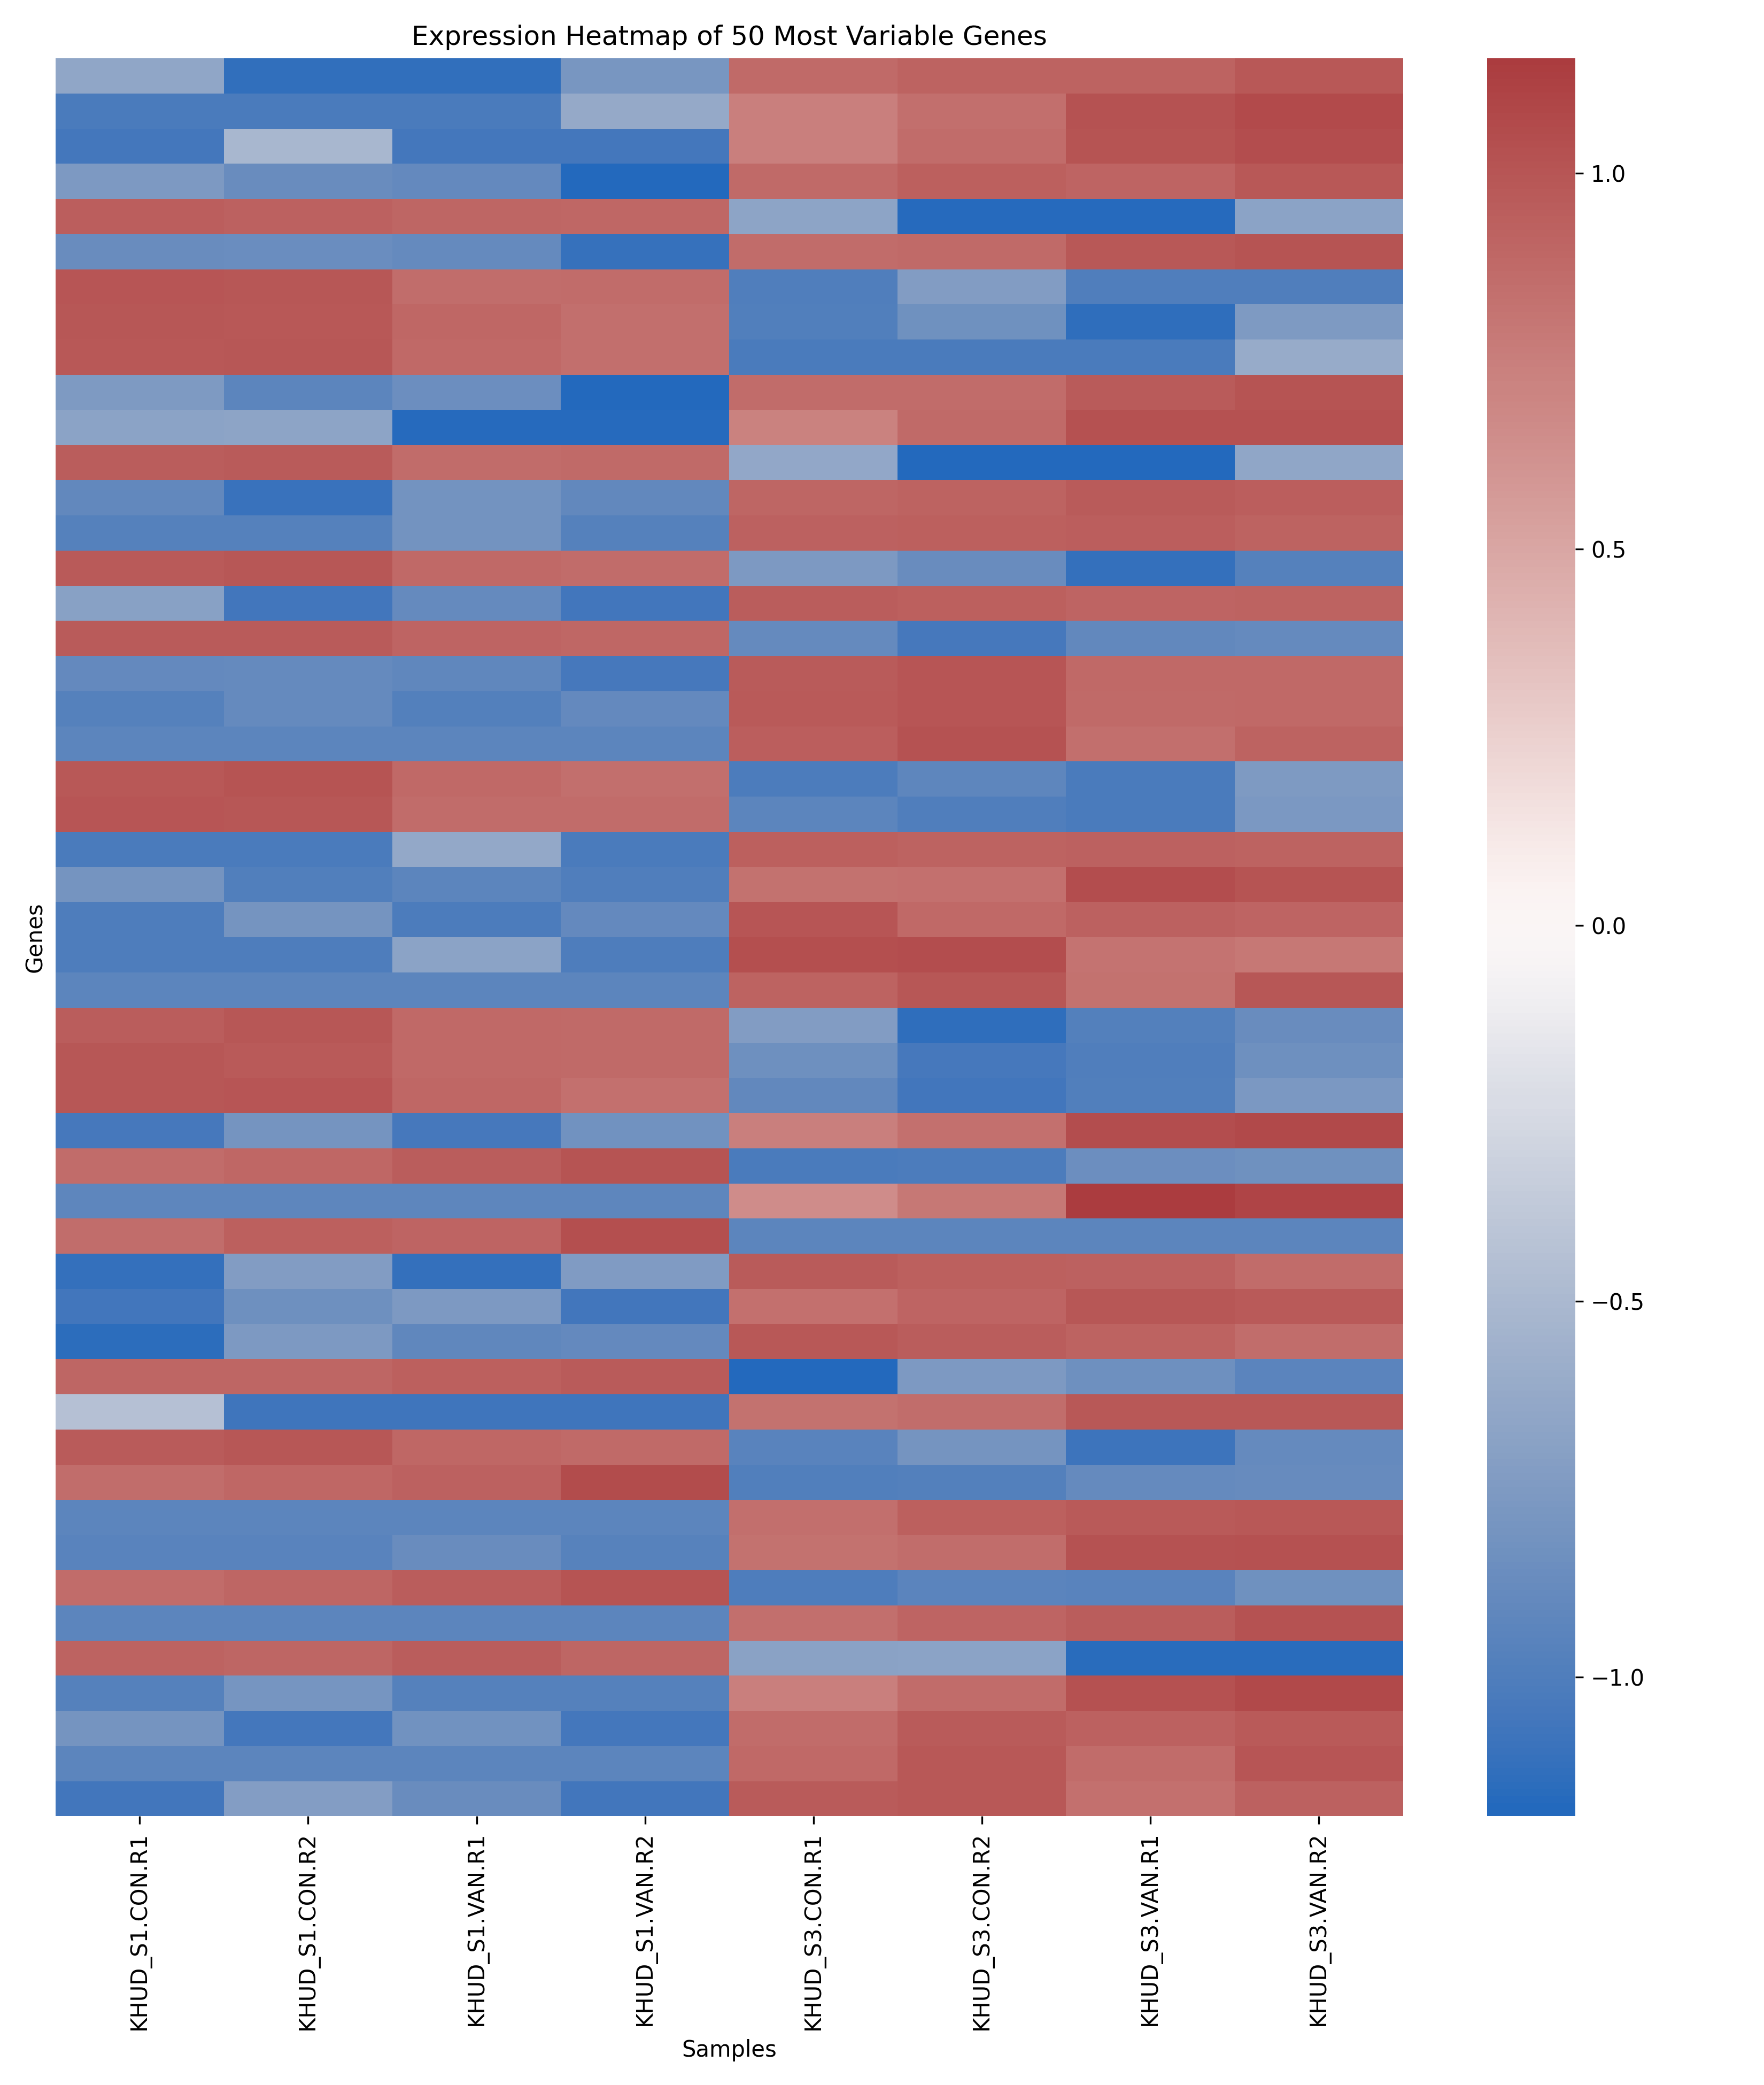 Expression Heatmap of 50 Most Variable Genes
Genes
1.0
0.5
0.0
−0.5
−1.0
KHUD_S1.CON.R1
KHUD_S1.CON.R2
KHUD_S1.VAN.R1
KHUD_S1.VAN.R2
KHUD_S3.CON.R1
KHUD_S3.CON.R2
KHUD_S3.VAN.R1
KHUD_S3.VAN.R2
Samples